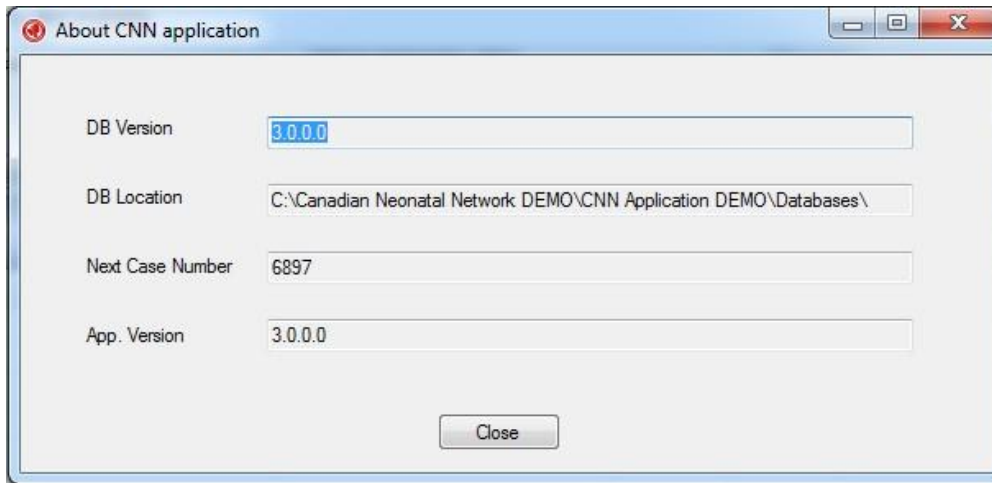 About CNN application
DB Version 3.0.0.0
DB Location C:\Canadian Neonatal Network DEMO\CNN Application DEMO\Databases\
Next Case Number 6897
App. Version 3.0.0.0
Close